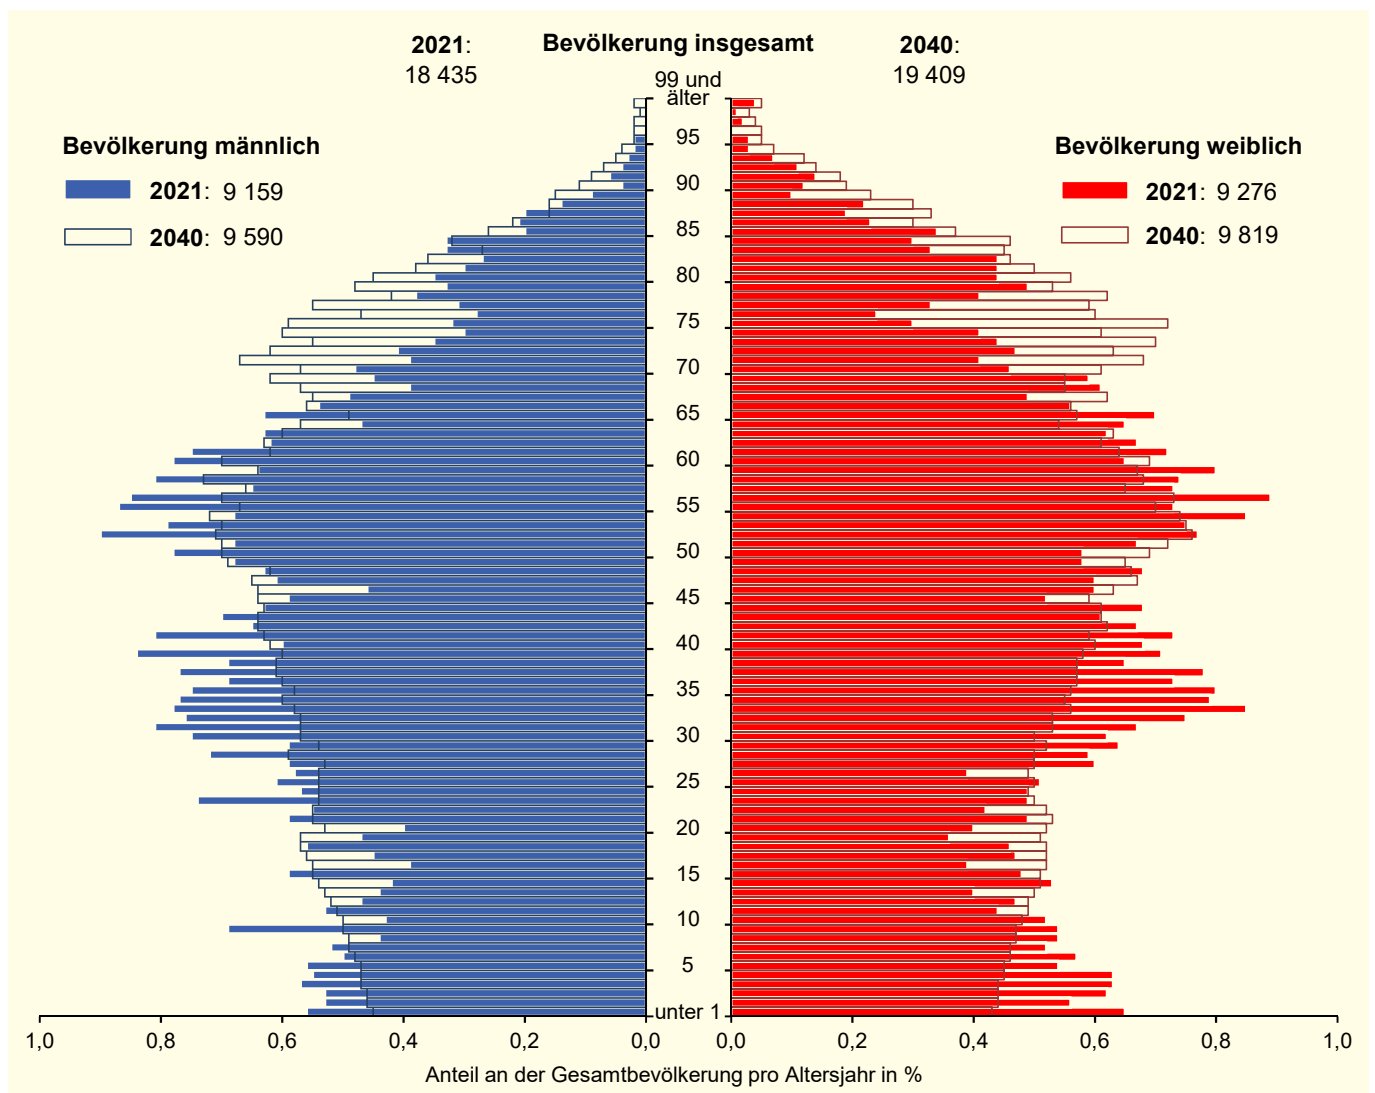 2021:
Bevölkerung insgesamt
2040:
18 435
19 409
99 und
älter
Bevölkerung männlich
2021: 9 159
2040: 9 590
Bevölkerung weiblich
2021: 9 276
2040: 9 819
95
90
85
80
75
70
65
60
55
50
45
40
35
30
25
20
15
10
5
unter 1
1,0 0,8 0,6 0,4 0,2 0,0 0,0 0,2 0,4 0,6 0,8 1,0
Anteil an der Gesamtbevölkerung pro Altersjahr in %